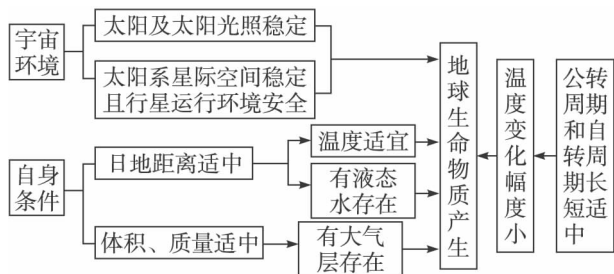 宇宙
环境
太阳及太阳光照稳定
太阳系星际空间稳定
且行星运行环境安全
自身
条件
日地距离适中
温度适宜
有液态
水存在
体积、质量适中
有大气
层存在
地球生命物质产生
温度变化幅度小
公转
周期
和自
转周
期长
短适
中